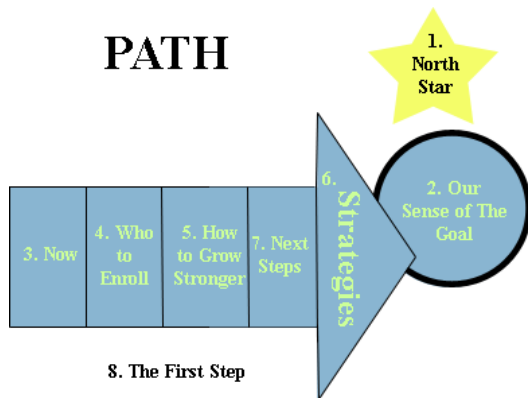 PATH
1.
North
Star
2. Our
Sense of The
Goal
3. Now
4. Who
to
Enroll
5. How
to Grow
Stronger
7. Next
Steps
6.
Strategies
8. The First Step